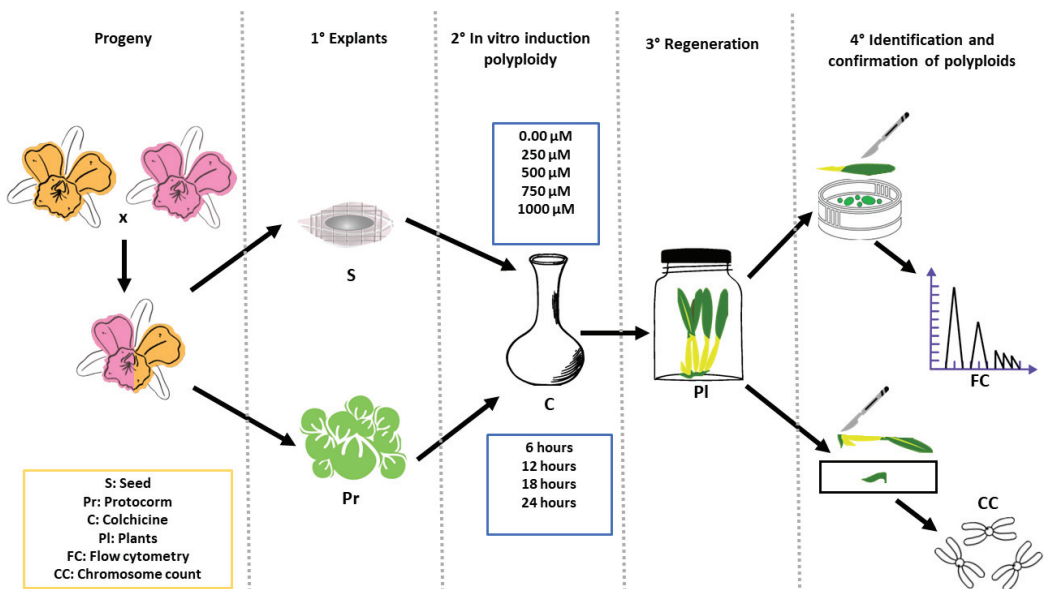 Progeny
1° Explants
2° In vitro induction
polyploidy
3° Regeneration
4° Identification and
confirmation of polyploids
x
S
Pr
0.00 µM
250 µM
500 µM
750 µM
1000 µM
C
6 hours
12 hours
18 hours
24 hours
Pl
FC
CC
S: Seed
Pr: Protocorm
C: Colchicine
Pl: Plants
FC: Flow cytometry
CC: Chromosome count